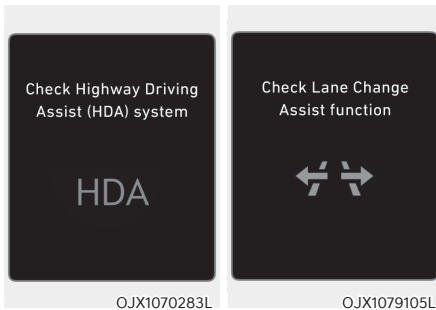 Check Highway Driving
Assist (HDA) system
HDA
OJX1070283L
Check Lane Change
Assist function
OJX1079105L